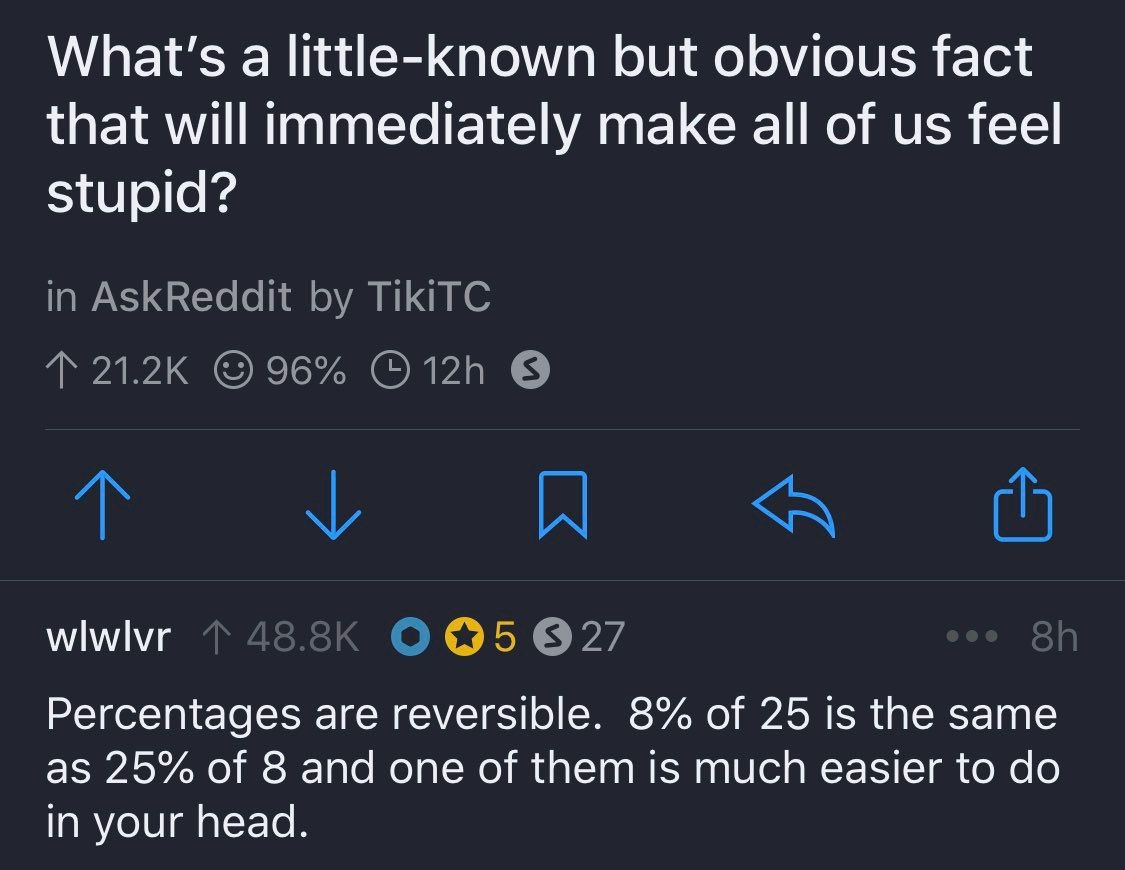 What’s a little-known but obvious fact
that will immediately make all of us feel
stupid?
in AskReddit by TikiTC
21.2K 96% 12h S
wlwlvr 48.8K 5 S 27 ••• 8h
Percentages are reversible.  8% of 25 is the same
as 25% of 8 and one of them is much easier to do
in your head.